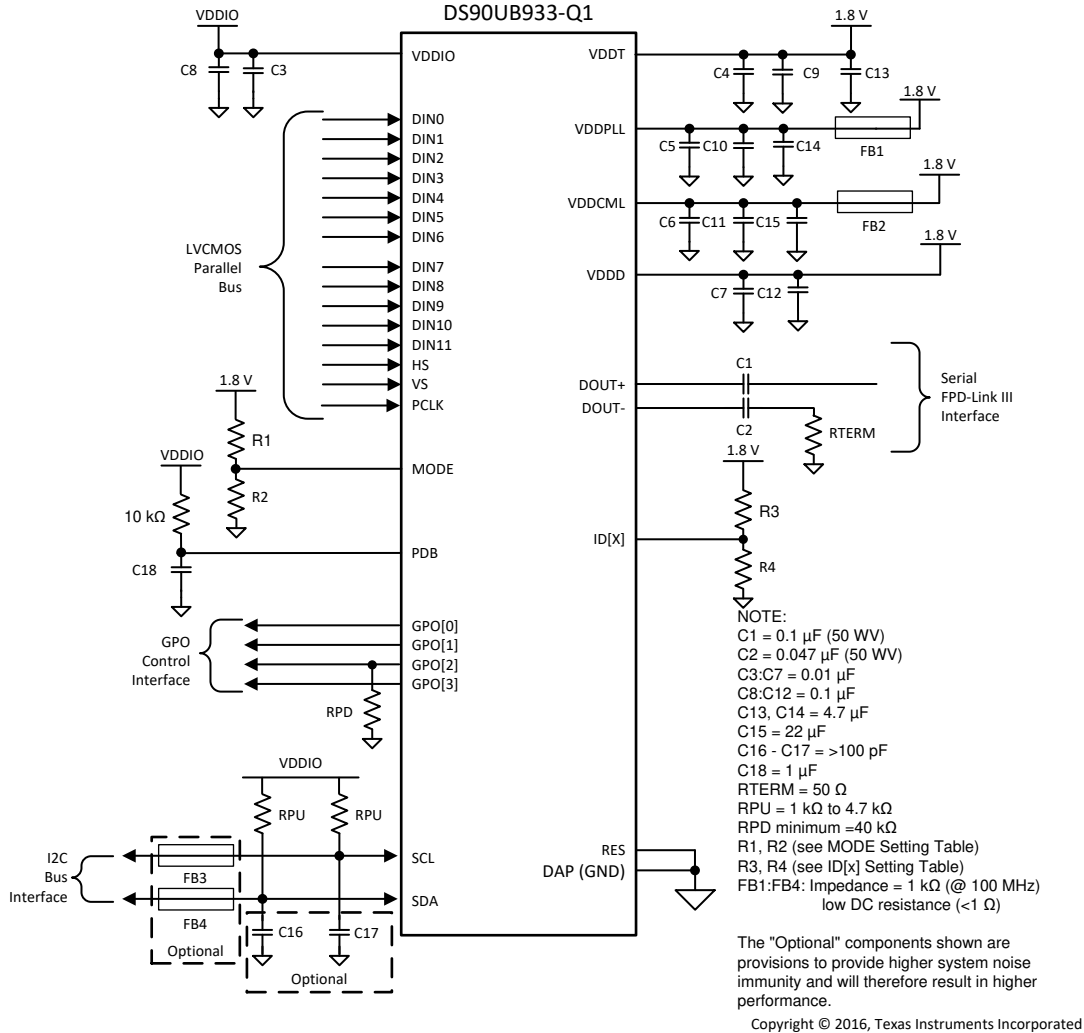 DS90UB933-Q1
VDDIO
C8
C3
VDDIO
DIN0
DIN1
DIN2
DIN3
DIN4
DIN5
DIN6
DIN7
DIN8
DIN9
DIN10
DIN11
HS
VS
PCLK
LVCMOS
Parallel
Bus
1.8 V
R1
R2
MODE
VDDIO
10 kΩ
C18
PDB
GPO[0]
GPO[1]
GPO[2]
GPO[3]
GPO
Control
Interface
RPD
VDDIO
RPU
RPU
I2C
Bus
Interface
FB3
FB4
Optional
SCL
SDA
C16
C17
Optional
1.8 V
VDDT
C4
C9
C13
1.8 V
VDDPLL
C5
C10
C14
FB1
1.8 V
VDDCML
C6
C11
C15
FB2
1.8 V
VDDD
C7
C12
DOUT+
DOUT-
C1
C2
RTERM
Serial
FPD-Link III
Interface
1.8 V
R3
ID[X]
R4
RES
DAP (GND)
NOTE:
C1 = 0.1 µF (50 WV)
C2 = 0.047 µF (50 WV)
C3:C7 = 0.01 µF
C8:C12 = 0.1 µF
C13, C14 = 4.7 µF
C15 = 22 µF
C16 - C17 = >100 pF
C18 = 1 µF
RTERM = 50 Ω
RPU = 1 kΩ to 4.7 kΩ
RPD minimum =40 kΩ
R1, R2 (see MODE Setting Table)
R3, R4 (see ID[x] Setting Table)
FB1:FB4: Impedance = 1 kΩ (@ 100 MHz)
low DC resistance (<1 Ω)
The "Optional" components shown are
provisions to provide higher system noise
immunity and will therefore result in higher
performance.
Copyright © 2016, Texas Instruments Incorporated